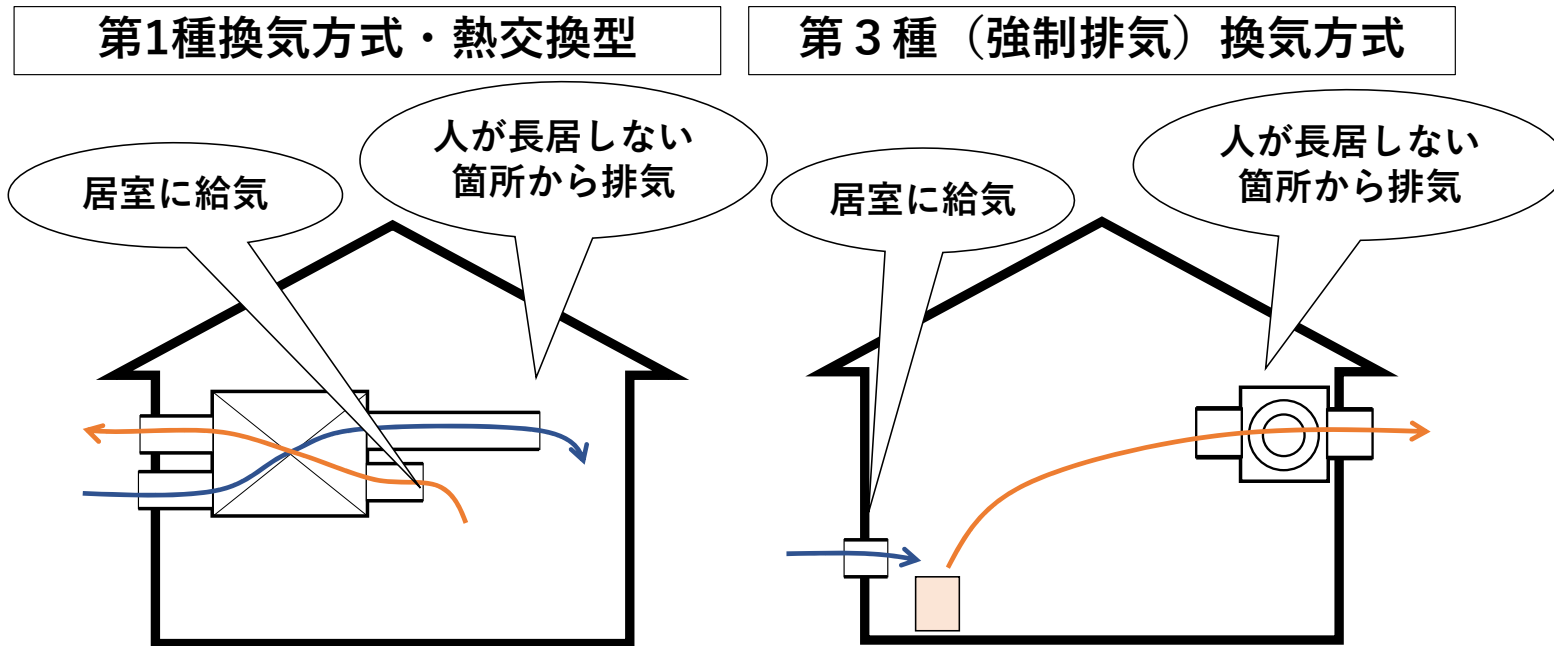 第1種換気方式・熱交換型
第３種（強制排気）換気方式
居室に給気
人が長居しない
箇所から排気
居室に給気
人が長居しない
箇所から排気